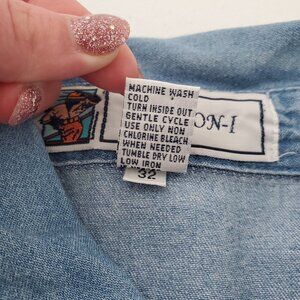 MACHINE WASH
COLD
TURN INSIDE OUT
GENTLE CYCLE
USE ONLY NON
CHLORINE BLEACH
WHEN NEEDED
TUMBLE DRY LOW
LOW IRON
32
ON-I